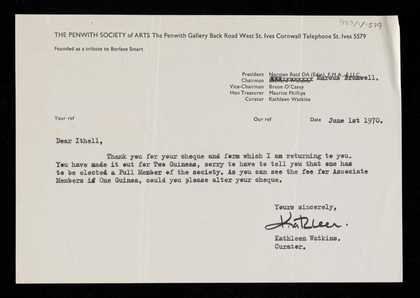 THE PENWITH SOCIETY of ARTS The Penwith Gallery Back Road West St. Ives Cornwall Telephone St. Ives 5579
Founded as a tribute to Borlase Smart
President
Chairman Marcus Brumwell.
Vice-Chairman Breon O'Casey
Hon Treasurer Maurice Phillips
Curator Kathleen Watkins
Your ref Our ref Date June 1st 1970.
Dear Ithell,
Thank you for your cheque and form which I am returning to you.
You have made it out for Two Guineas, sorry to have to tell you that one has
to be elected a Full Member of the society. As you can see the fee for Associate
Members is One Guinea, could you please alter your cheque.
Yours sincerely,
Kathleen.
Kathleen Watkins.
Curator.